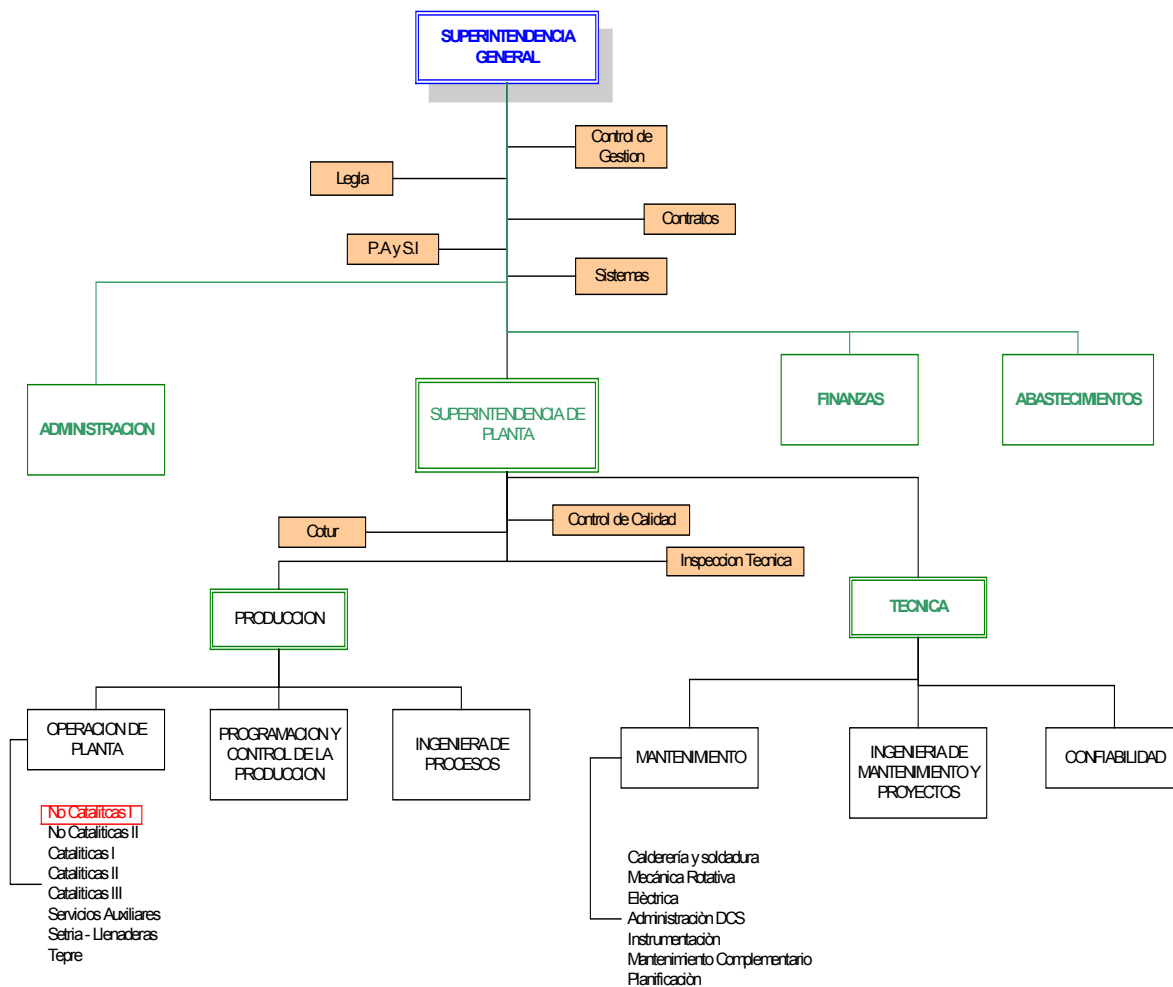 SUPERINTENDENCIA
GENERAL
Control de
Gestion
Legla
Contratos
P.A y S.I
Sistemas
ADMINISTRACION
SUPERINTENDENCIA DE
PLANTA
FINANZAS
ABASTECIMIENTOS
Cotur
Control de Calidad
Inspeccion Tecnica
PRODUCCION
TECNICA
OPERACION DE
PLANTA
PROGRAMACION Y
CONTROL DE LA
PRODUCCION
INGENIERA DE
PROCESOS
MANTENIMIENTO
INGENIERIA DE
MANTENIMIENTO Y
PROYECTOS
CONFIABILIDAD
No Catalitcas I
No Cataliticas II
Cataliticas I
Cataliticas II
Cataliticas III
Servicios Auxiliares
Setria - Llenaderas
Tepre
Calderería y soldadura
Mecánica Rotativa
Elèctrica
Administraciòn DCS
Instrumentaciòn
Mantenimiento Complementario
Planificaciòn